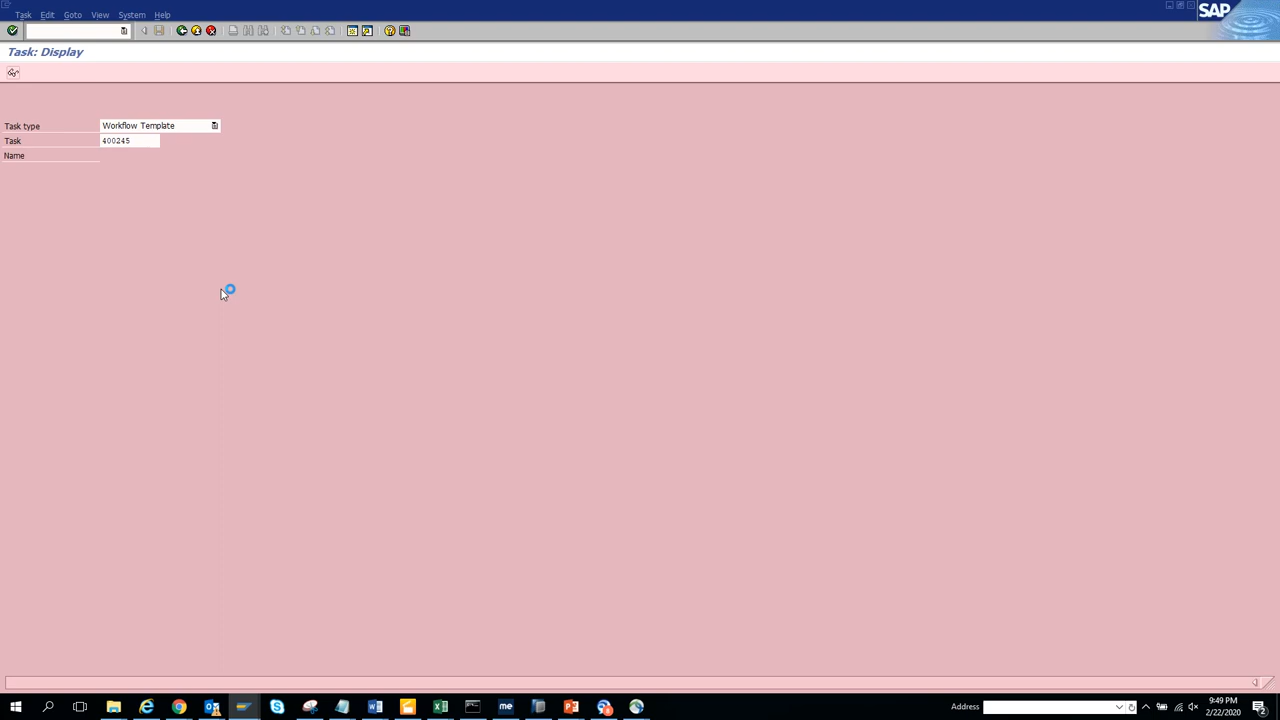 Task Edit Goto View System Help
SAP
Task: Display
Task type Workflow Template
Task 400245
Name
Address
9:49 PM
2/22/2020